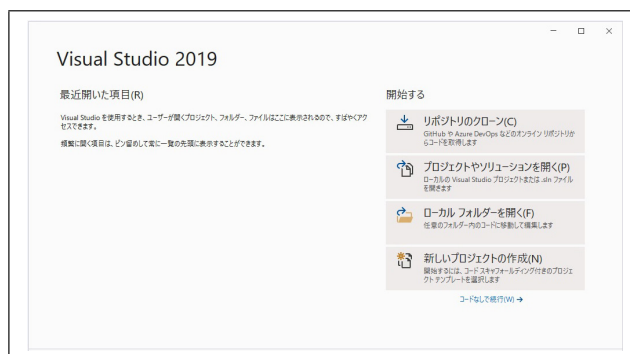 Visual Studio 2019
最近開いた項目(R)
Visual Studio を使用するとき、ユーザーが開くプロジェクト、フォルダー、ファイルはここに表示されるので、すばやくアク
セスできます。
頻繁に開く項目は、ピン留めして常に一覧の先頭に表示することができます。
開始する
リポジトリのクローン(C)
GitHub や Azure DevOps などのオンライン リポジトリか
らコードを取得します
プロジェクトやソリューションを開く(P)
ローカルの Visual Studio プロジェクトまたは .sln ファイル
を開きます
ローカル フォルダーを開く(F)
任意のフォルダー内のコードに移動して編集します
新しいプロジェクトの作成(N)
開始するには、コード スキャフォールディング付きのプロジェ
クト テンプレートを選択します
コードなしで続行(W) →